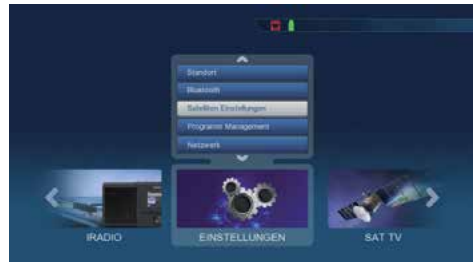 Standort
Bluetooth
Satelliten Einstellungen
Programm Management
Netzwerk
IRADIO
EINSTELLUNGEN
SAT TV